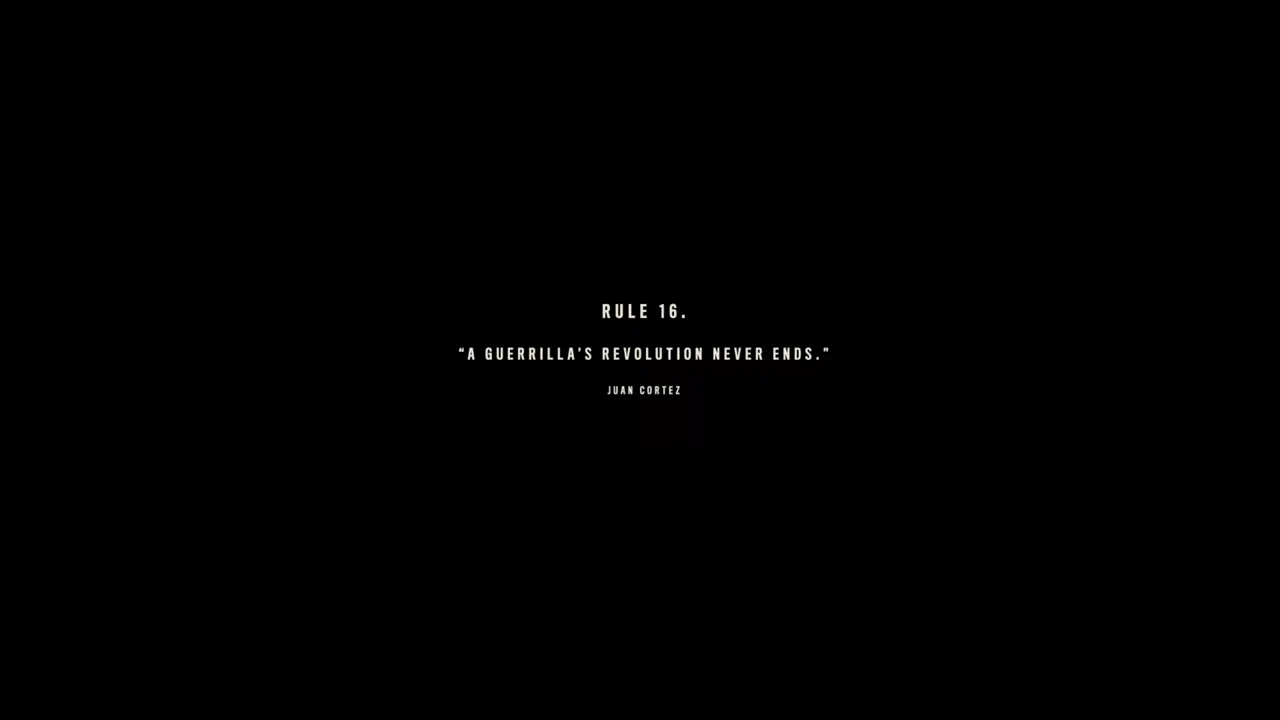 RULE 16.
“A GUERRILLA’S REVOLUTION NEVER ENDS.”
JUAN CORTEZ